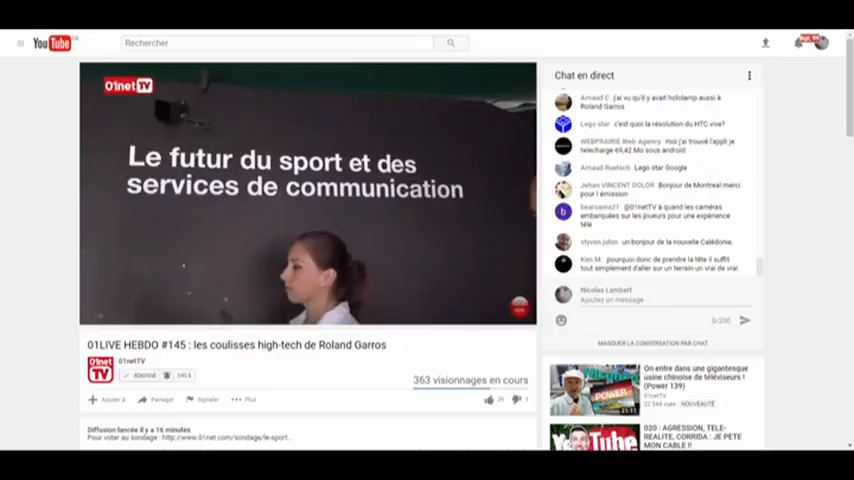 YouTube
Rechercher
01net TV
Le futur du sport et des
services de communication
01LIVE HEBDO #145 : les coulisses high-tech de Roland Garros
01netTV
Abonné
363 visionnages en cours
Ajouter à
Partager
Signaler
Plus
Diffusion lancée il y a 16 minutes
Pour voter au sondage : http://www.01net.com/sondage/le-sport...
Chat en direct
Arnaud C j'ai vu qu'il y avait hololamp aussi à
Roland Garros
Lego star c'est quoi la résolution du HTC vive?
WEBPRAIRIE Web Agency moi j'ai trouvé l'appli je
telecharge 69,42 Mo sous android
Arnaud Roetsch Lego star Google
Jehan VINCENT DOLOR Bonjour de Montreal merci
pour l émission
bearsama21 @01netTV à quand les caméras
embarquées sur les joueurs pour une expérience
télé
styven julien un bonjour de la nouvelle Calédonie.
Kim M pourquoi donc de prendre la tête il suffit
tout simplement d'aller sur un terrain un vrai de vrai.
Nicolas Lambert
Ajoutez un message
0/200
MASQUER LA CONVERSATION PAR CHAT
On entre dans une gigantesque
usine chinoise de téléviseurs !
(Power 139)
01netTV
NOUVEAUTÉ
POWER
020 : AGRESSION, TELE-
REALITE, CORRIDA : JE PETE
MON CABLE !!
YouTube